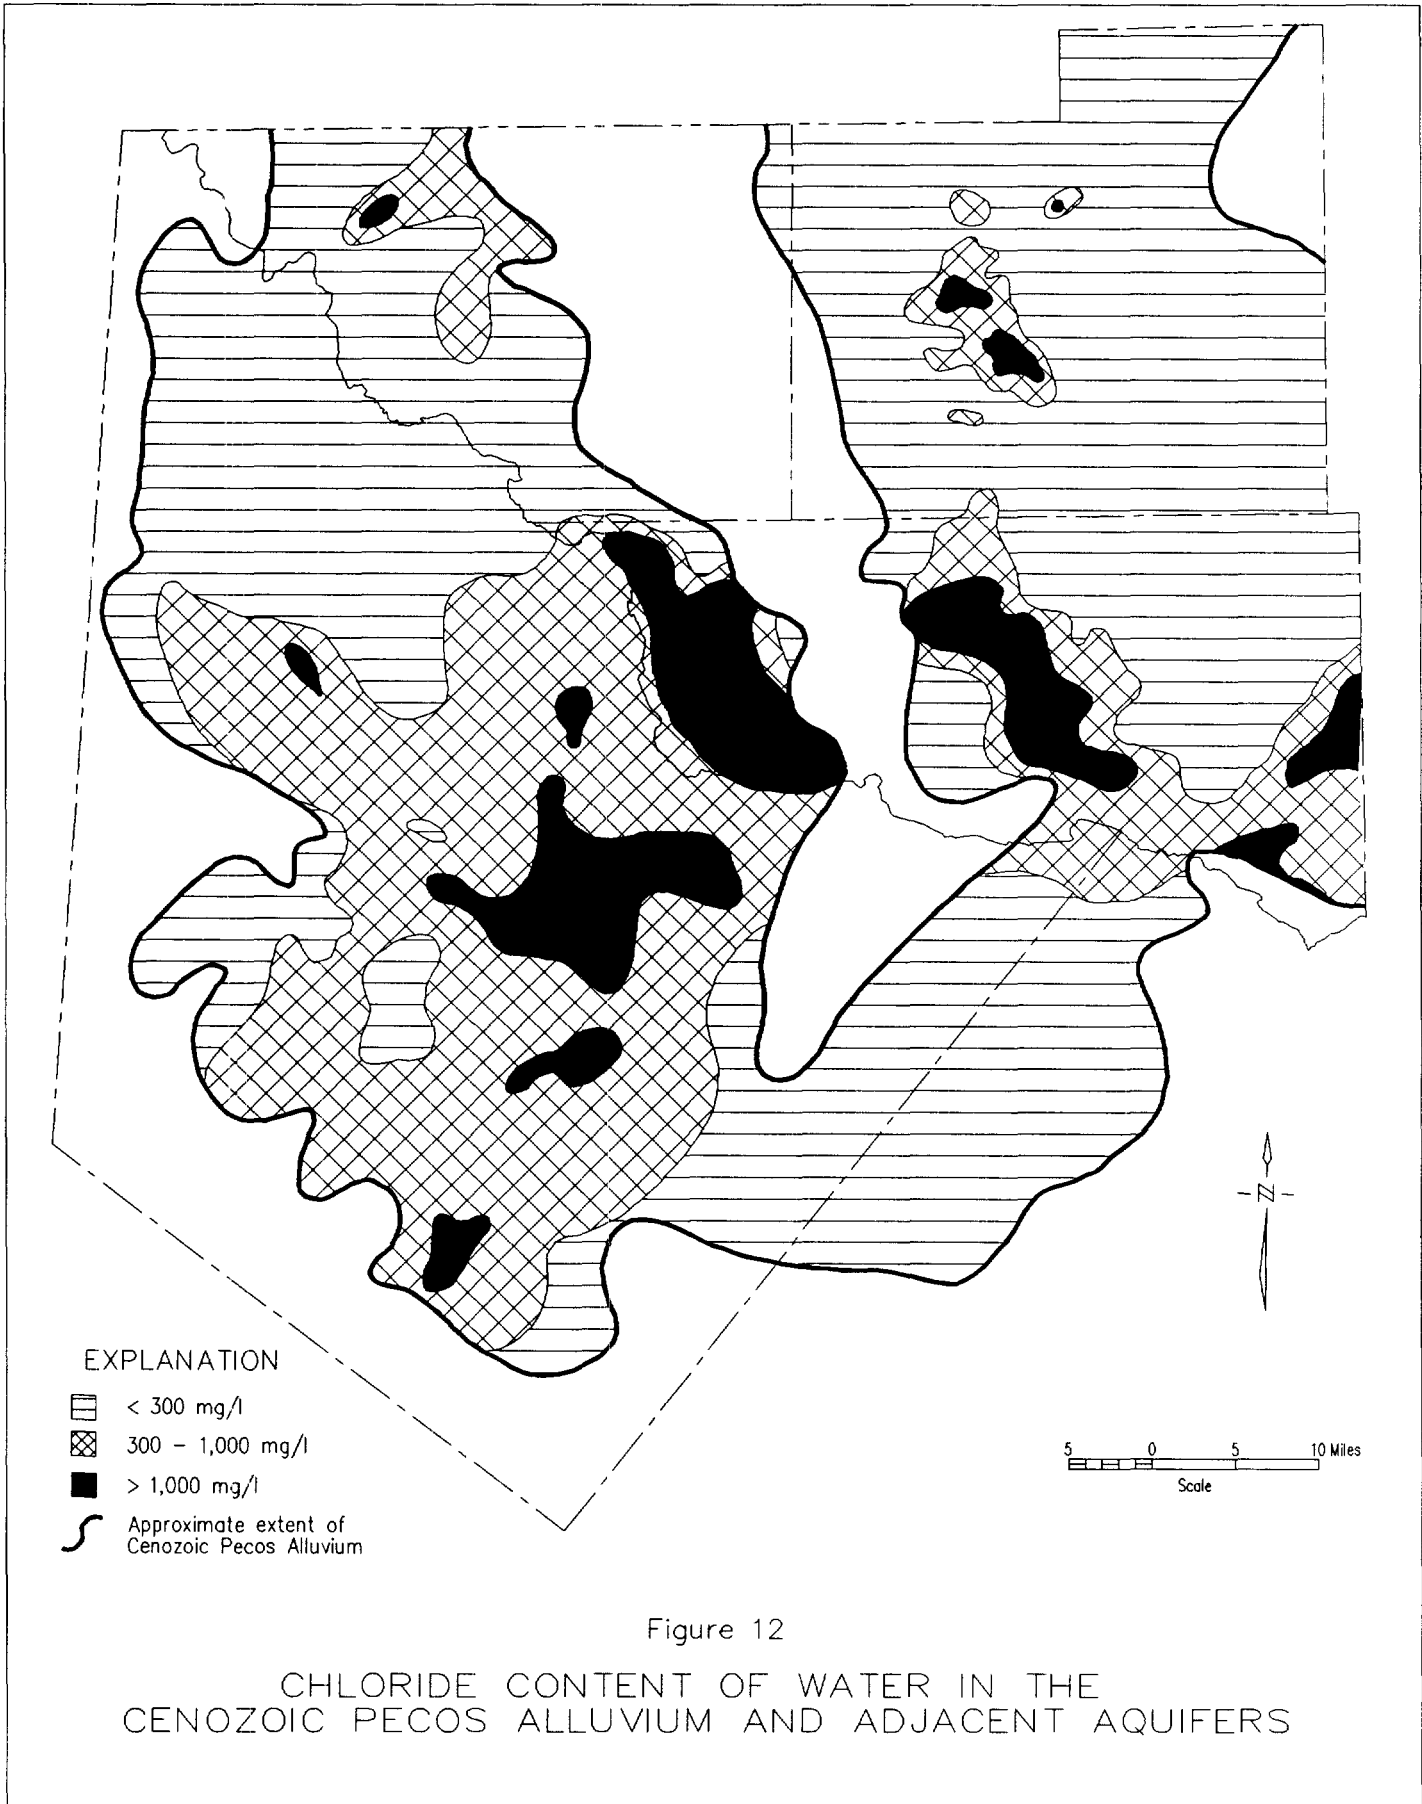 N
EXPLANATION
< 300 mg/l
300 – 1,000 mg/l
> 1,000 mg/l
Approximate extent of
Cenozoic Pecos Alluvium
5 0 5 10 Miles
Scale
Figure 12
CHLORIDE CONTENT OF WATER IN THE
CENOZOIC PECOS ALLUVIUM AND ADJACENT AQUIFERS